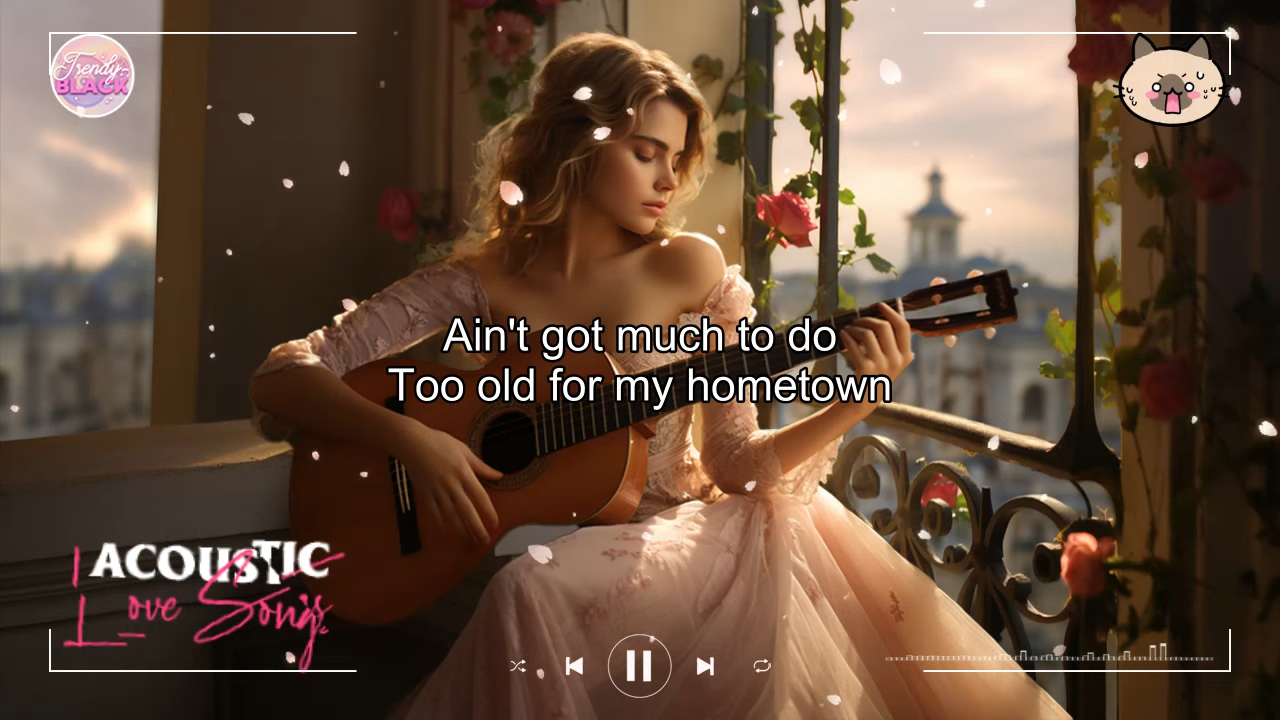 Trendy
BLACK
Ain't got much to do
Too old for my hometown
ACOUSTIC
Love Songs